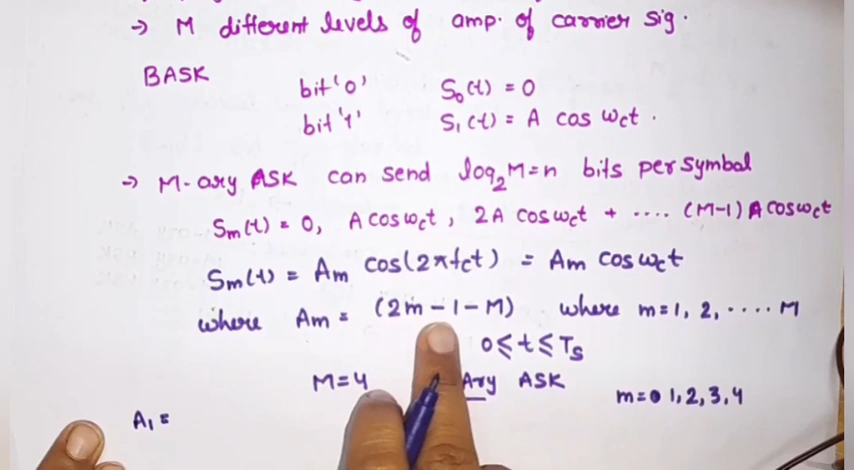 → M different levels of amp. of carrier sig.
BASK
bit '0' S₀(t) = 0
bit '1' S₁(t) = A cos ωct.
→ M-ary ASK can send log₂M=n bits per symbol
Sm(t) = 0, A cos ωct, 2A cos ωct + .... (M-1) A cos ωct
Sm(t) = Am cos(2πfct) = Am cos ωct
where Am = (2m-1-M) where m=1, 2, .... M
0≤t≤Ts
M=4 Ary ASK m=0 1,2,3,4
A₁ =